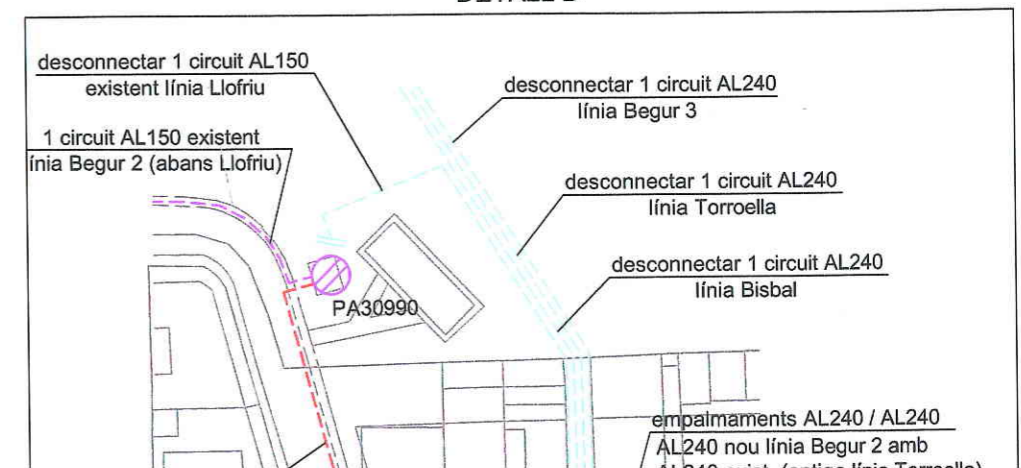 desconnectar 1 circuit AL150
existent línia Llofriu
desconnectar 1 circuit AL240
línia Begur 3
1 circuit AL150 existent
ínia Begur 2 (abans Llofriu)
desconnectar 1 circuit AL240
línia Torroella
desconnectar 1 circuit AL240
línia Bisbal
PA30990
empalmaments AL240 / AL240
AL240 nou línia Begur 2 amb